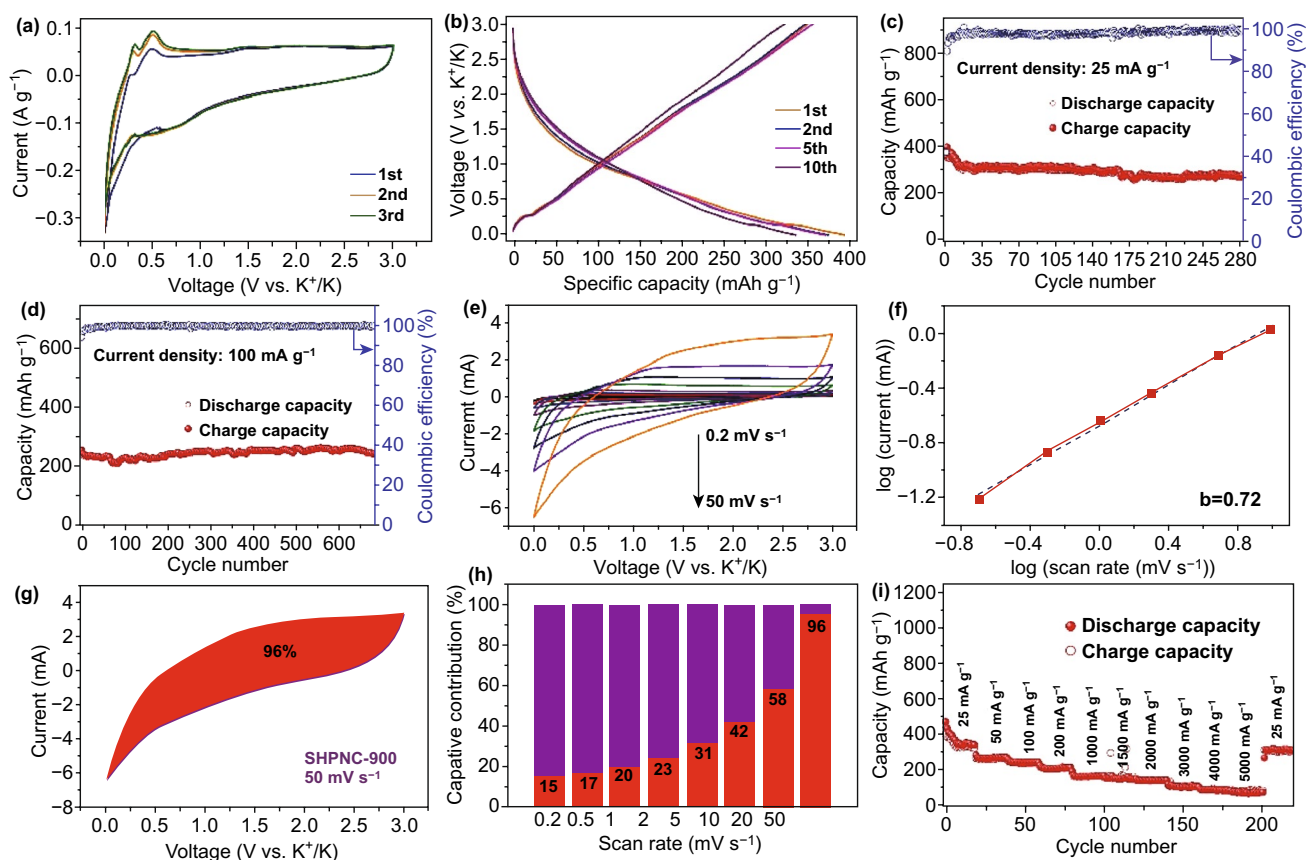 (a)
Current (A g⁻¹)
0.1
0.0
−0.1
−0.2
−0.3
1st
2nd
3rd
0.0 0.5 1.0 1.5 2.0 2.5 3.0
Voltage (V vs. K⁺/K)
(b)
Voltage (V vs. K⁺/K)
3.0
2.5
2.0
1.5
1.0
0.5
0.0
1st
2nd
5th
10th
0 50 100 150 200 250 300 350 400
Specific capacity (mAh g⁻¹)
(c)
Capacity (mAh g⁻¹)
900
600
400
300
0
Current density: 25 mA g⁻¹
Discharge capacity
Charge capacity
100
80
60
40
20
0
Coulombic efficiency (%)
0 35 70 105 140 175 210 245 280
Cycle number
(d)
Capacity (mAh g⁻¹)
600
400
200
0
Current density: 100 mA g⁻¹
Discharge capacity
Charge capacity
100
80
60
40
20
0
Coulombic efficiency (%)
0 100 200 300 400 500 600
Cycle number
(e)
Curremt (mA)
4
2
0
−2
−4
−6
0.2 mV s⁻¹
50 mV s⁻¹
0.0 0.5 1.0 1.5 2.0 2.5 3.0
Voltage (V vs. K⁺/K)
(f)
log (current (mA))
0.0
−0.4
−0.8
−1.2
b=0.72
−0.8 −0.4 0.0 0.4 0.8
log (scan rate (mV s⁻¹))
(g)
Current (mA)
4
2
0
−2
−4
−6
−8
96%
SHPNC-900
50 mV s⁻¹
0.0 0.5 1.0 1.5 2.0 2.5 3.0
Voltage (V vs. K⁺/K)
(h)
Capative contribution (%)
100
80
60
40
20
0
15 17 20 23 31 42 58 96
0.2 0.5 1 2 5 10 20 50
Scan rate (mV s⁻¹)
(i)
Capacity (mAh g⁻¹)
1200
1000
800
600
400
200
0
Discharge capacity
Charge capacity
25 mA g⁻¹
50 mA g⁻¹
100 mA g⁻¹
200 mA g⁻¹
1000 mA g⁻¹
1500 mA g⁻¹
2000 mA g⁻¹
3000 mA g⁻¹
4000 mA g⁻¹
5000 mA g⁻¹
25 mA g⁻¹
0 50 100 150 200
Cycle number